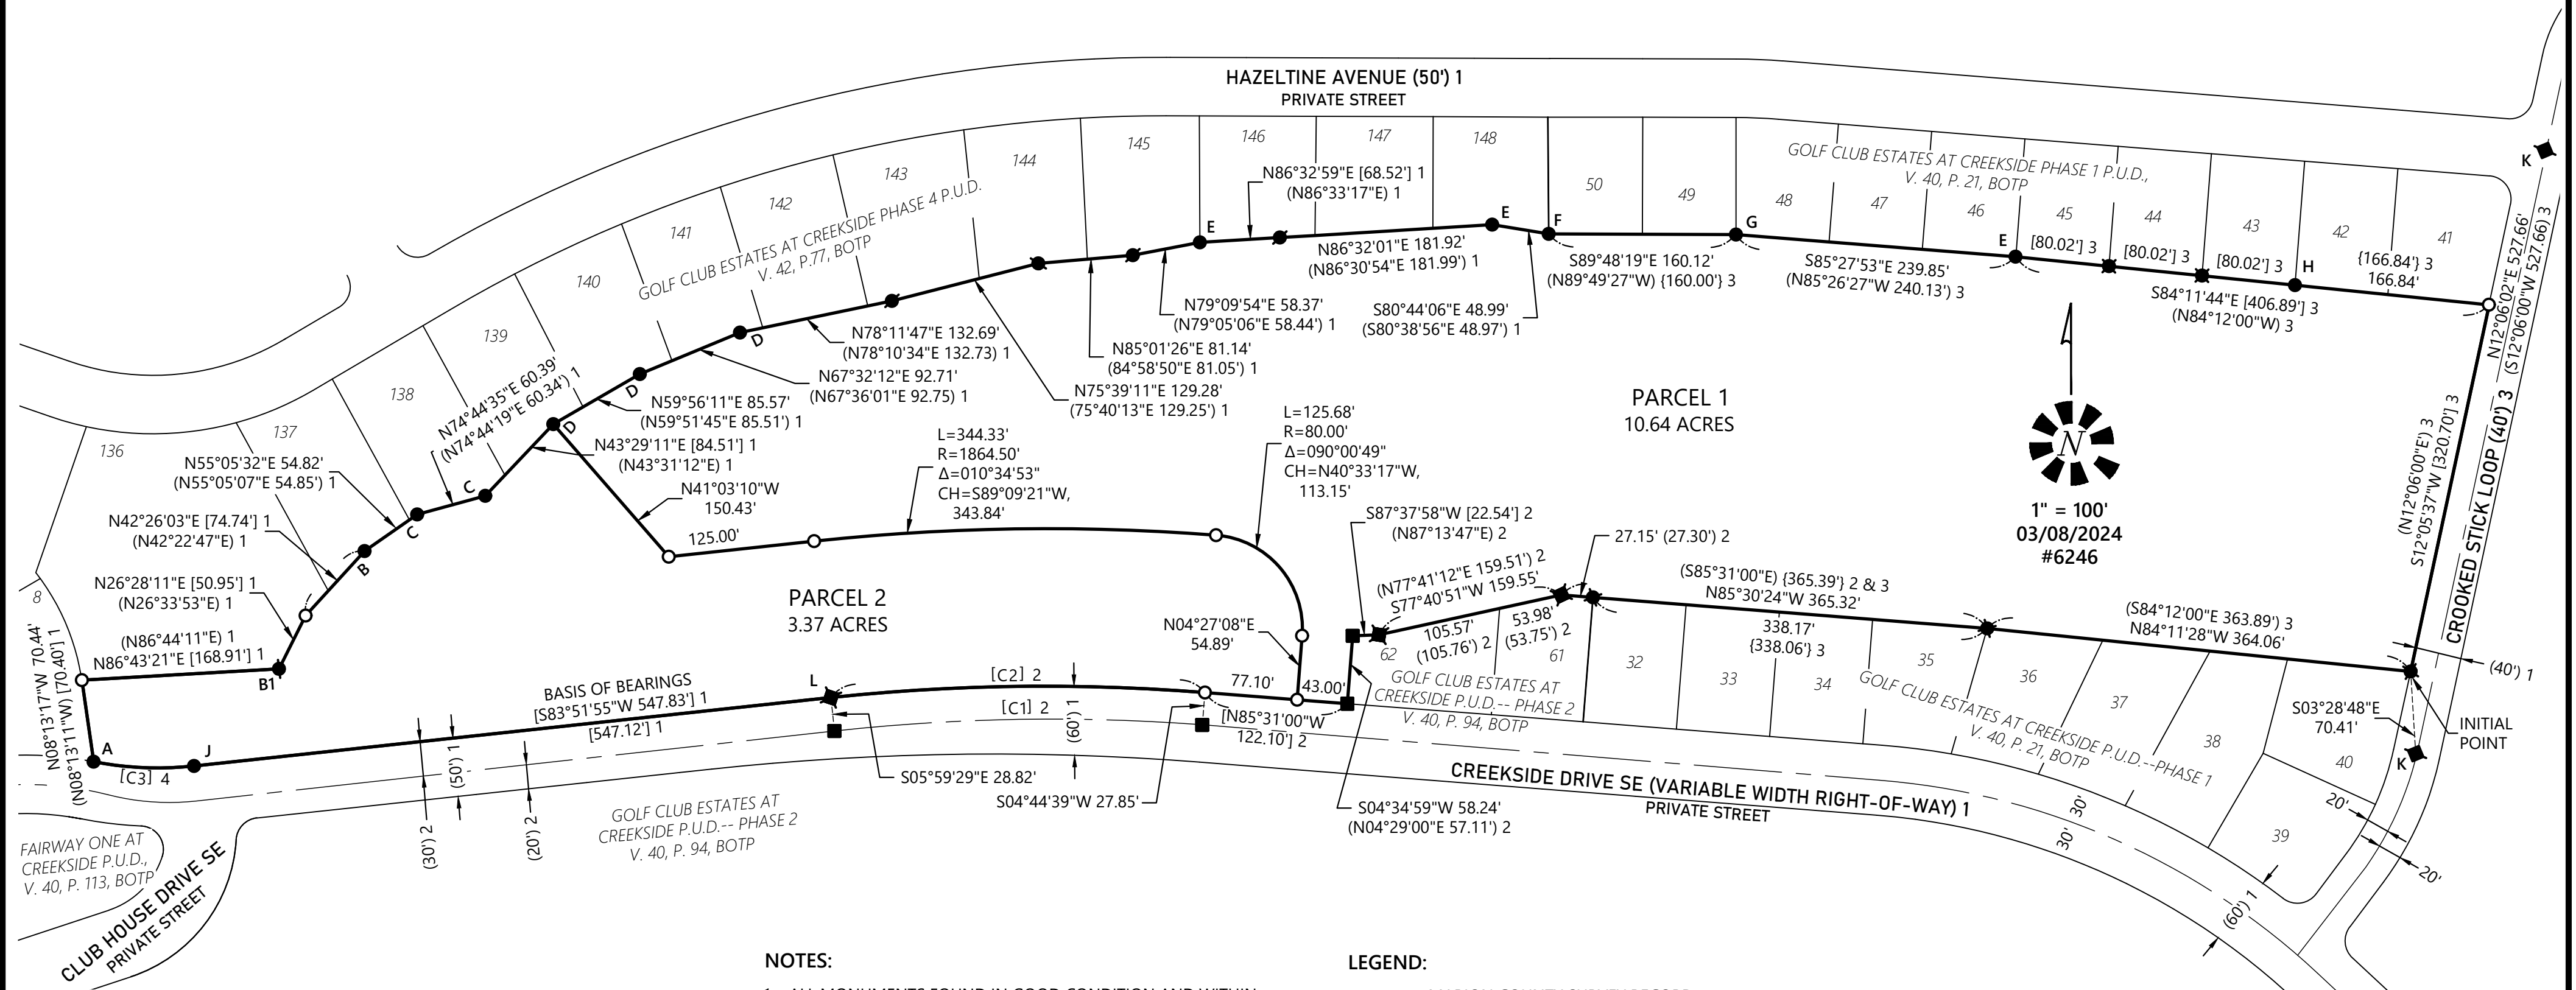 HAZELTINE AVENUE (50') 1
PRIVATE STREET
136
137
138
139
140
141
142
143
144
145
146
147
148
50
49
48
47
46
45
44
43
42
41
GOLF CLUB ESTATES AT CREEKSIDE PHASE 4 P.U.D.
V. 42, P.77, BOTP
GOLF CLUB ESTATES AT CREEKSIDE PHASE 1 P.U.D.,
V. 40, P. 21, BOTP
K
N12°06'02"E 527.66'
(S12°06'00"W 527.66) 3
N86°32'59"E [68.52'] 1
(N86°33'17"E) 1
E
E
F
G
E
H
N86°32'01"E 181.92'
(N86°30'54"E 181.99') 1
S89°48'19"E 160.12'
(N89°49'27"W) {160.00'} 3
S85°27'53"E 239.85'
(N85°26'27"W 240.13') 3
[80.02'] 3
[80.02'] 3
[80.02'] 3
{166.84'} 3
166.84'
S84°11'44"E [406.89'] 3
(N84°12'00"W) 3
S80°44'06"E 48.99'
(S80°38'56"E 48.97') 1
N79°09'54"E 58.37'
(N79°05'06"E 58.44') 1
N85°01'26"E 81.14'
(84°58'50"E 81.05') 1
N75°39'11"E 129.28'
(75°40'13"E 129.25') 1
N78°11'47"E 132.69'
(N78°10'34"E 132.73) 1
N67°32'12"E 92.71'
(N67°36'01"E 92.75) 1
N59°56'11"E 85.57'
(N59°51'45"E 85.51') 1
N43°29'11"E [84.51'] 1
(N43°31'12"E) 1
D
D
D
N74°44'35"E 60.39'
(N74°44'19"E 60.34') 1
C
C
N55°05'32"E 54.82'
(N55°05'07"E 54.85') 1
N42°26'03"E [74.74'] 1
(N42°22'47"E) 1
B
N26°28'11"E [50.95'] 1
(N26°33'53"E) 1
(N86°44'11"E) 1
N86°43'21"E [168.91'] 1
B1
8
N08°13'17"W 70.44'
(N08°13'11"W) [70.40'] 1
A
J
[C3] 4
N41°03'10"W
150.43'
125.00'
L=344.33'
R=1864.50'
Δ=010°34'53"
CH=S89°09'21"W,
343.84'
L=125.68'
R=80.00'
Δ=090°00'49"
CH=N40°33'17"W,
113.15'
PARCEL 1
10.64 ACRES
PARCEL 2
3.37 ACRES
N
1" = 100'
03/08/2024
#6246
(N12°06'00"E') 3
S12°05'37"W [320.70'] 3
CROOKED STICK LOOP (40') 3
S87°37'58"W [22.54'] 2
(N87°13'47"E) 2
27.15' (27.30') 2
(N77°41'12"E 159.51') 2
S77°40'51"W 159.55'
105.57'
(105.76') 2
53.98'
(53.75') 2
(S85°31'00"E) {365.39'} 2 & 3
N85°30'24"W 365.32'
338.17'
{338.06'} 3
(S84°12'00"E 363.89') 3
N84°11'28"W 364.06'
N04°27'08"E
54.89'
62
61
32
33
34
35
36
37
38
40
39
(40') 1
S03°28'48"E
70.41'
INITIAL
POINT
K
BASIS OF BEARINGS
[S83°51'55"W 547.83'] 1
[547.12'] 1
L
[C2] 2
[C1] 2
(60') 1
77.10'
43.00'
[N85°31'00"W
122.10'] 2
GOLF CLUB ESTATES AT
CREEKSIDE P.U.D.-- PHASE 2
V. 40, P. 94, BOTP
GOLF CLUB ESTATES AT CREEKSIDE P.U.D.--PHASE 1
V. 40, P. 21, BOTP
(50') 1
(30') 2
(20') 2
S05°59'29"E 28.82'
S04°44'39"W 27.85'
S04°34'59"W 58.24'
(N04°29'00"E 57.11') 2
CREEKSIDE DRIVE SE (VARIABLE WIDTH RIGHT-OF-WAY) 1
PRIVATE STREET
30'
30'
20'
20'
(60') 1
GOLF CLUB ESTATES AT
CREEKSIDE P.U.D.-- PHASE 2
V. 40, P. 94, BOTP
FAIRWAY ONE AT
CREEKSIDE P.U.D.,
V. 40, P. 113, BOTP
CLUB HOUSE DRIVE SE
PRIVATE STREET
NOTES:
LEGEND: